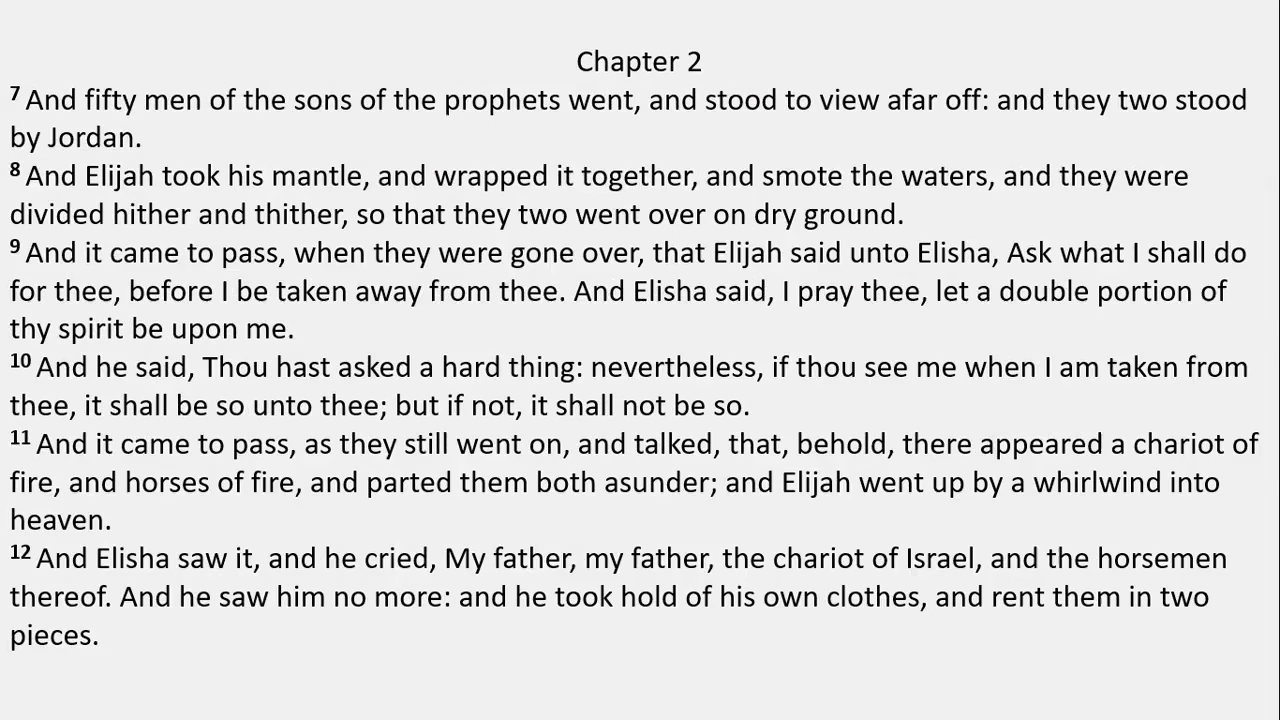 Chapter 2
7 And fifty men of the sons of the prophets went, and stood to view afar off: and they two stood
by Jordan.
8 And Elijah took his mantle, and wrapped it together, and smote the waters, and they were
divided hither and thither, so that they two went over on dry ground.
9 And it came to pass, when they were gone over, that Elijah said unto Elisha, Ask what I shall do
for thee, before I be taken away from thee. And Elisha said, I pray thee, let a double portion of
thy spirit be upon me.
10 And he said, Thou hast asked a hard thing: nevertheless, if thou see me when I am taken from
thee, it shall be so unto thee; but if not, it shall not be so.
11 And it came to pass, as they still went on, and talked, that, behold, there appeared a chariot of
fire, and horses of fire, and parted them both asunder; and Elijah went up by a whirlwind into
heaven.
12 And Elisha saw it, and he cried, My father, my father, the chariot of Israel, and the horsemen
thereof. And he saw him no more: and he took hold of his own clothes, and rent them in two
pieces.